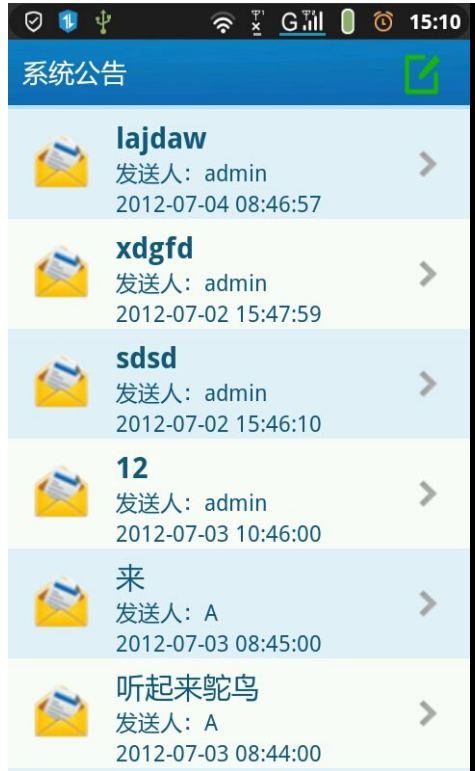 G 15:10
系统公告
lajdaw
发送人：admin
2012-07-04 08:46:57
xdgfd
发送人：admin
2012-07-02 15:47:59
sdsd
发送人：admin
2012-07-02 15:46:10
12
发送人：admin
2012-07-03 10:46:00
来
发送人：A
2012-07-03 08:45:00
听起来鸵鸟
发送人：A
2012-07-03 08:44:00